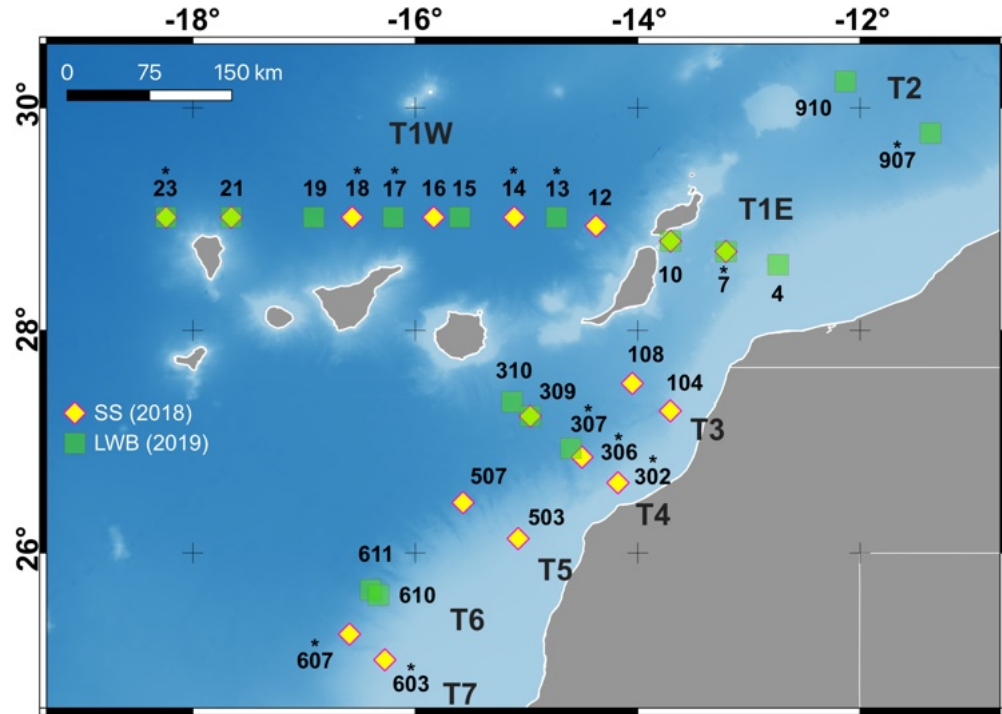 -18° -16° -14° -12°
0 75 150 km
30°
28°
26°
T2
910
*
907
T1W
* * * * *
23 21 19 18 17 16 15 14 13 12
T1E
10
*
7
4
108
104
T3
310
309
*
307
*
306
*
302
T4
SS (2018)
LWB (2019)
507
503
T5
611
610
T6
*
607
*
603
T7